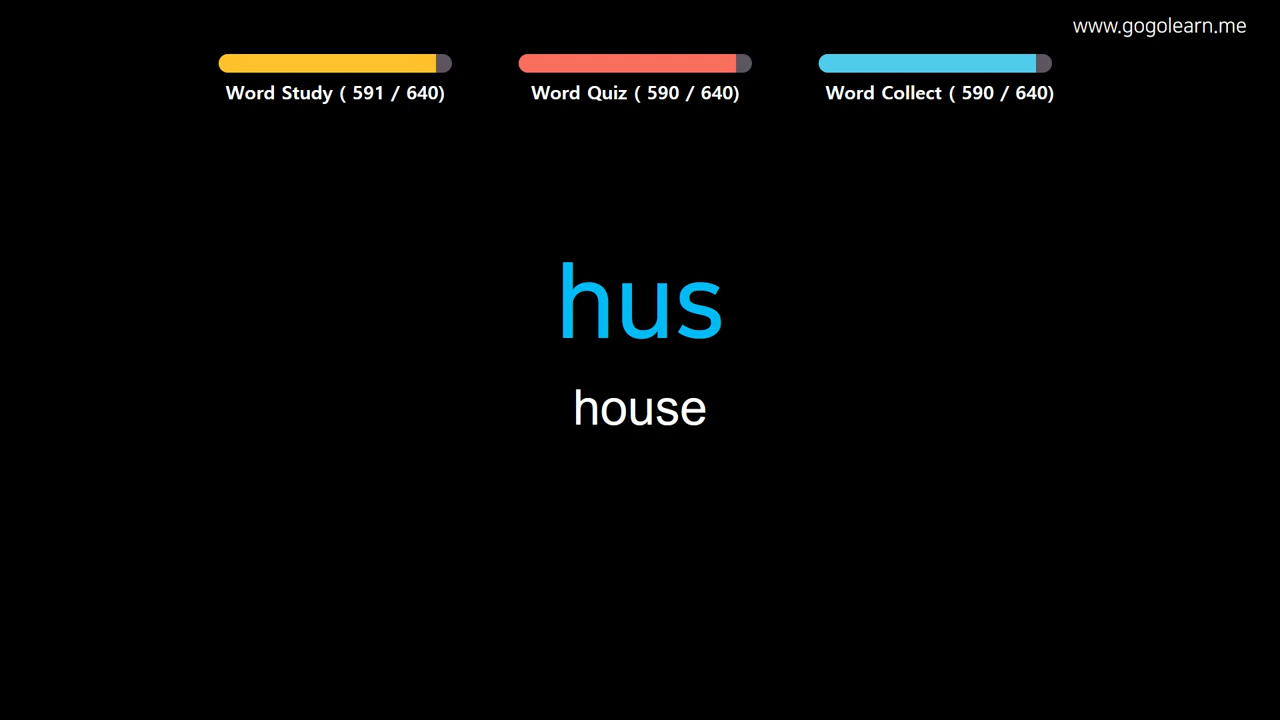 www.gogolearn.me
Word Study ( 591 / 640)
Word Quiz ( 590 / 640)
Word Collect ( 590 / 640)
hus
house